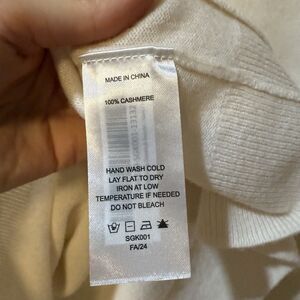 MADE IN CHINA
100% CASHMERE
HAND WASH COLD
LAY FLAT TO DRY
IRON AT LOW
TEMPERATURE IF NEEDED
DO NOT BLEACH
SGK001
FA/24